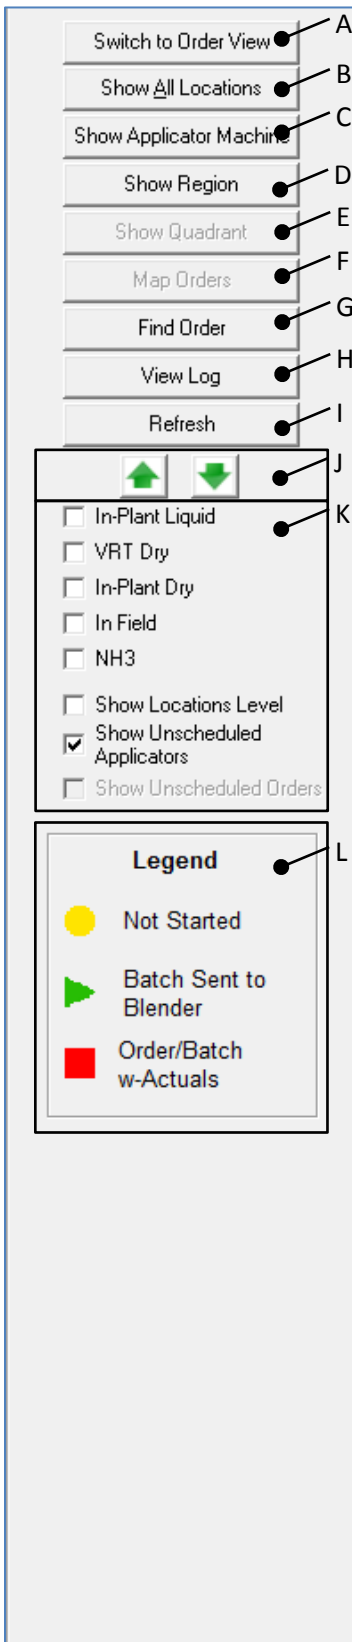 Switch to Order View A
Show All Locations B
Show Applicator Machine C
Show Region D
Show Quadrant E
Map Orders F
Find Order G
View Log H
Refresh I
J
In-Plant Liquid K
VRT Dry
In-Plant Dry
In Field
NH3
Show Locations Level
Show Unscheduled
Applicators
Show Unscheduled Orders
Legend L
Not Started
Batch Sent to
Blender
Order/Batch
w-Actuals